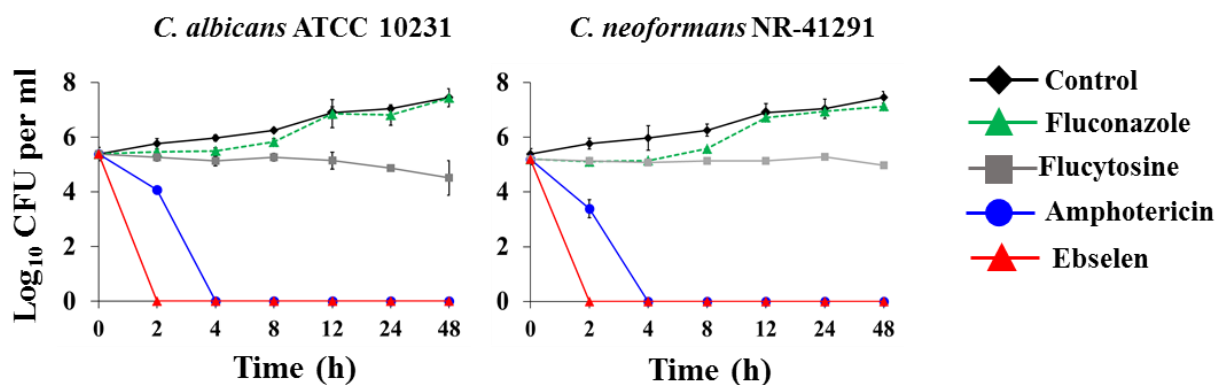 C. albicans ATCC 10231
C. neoformans NR-41291
Log10 CFU per ml
8
6
4
2
0
0 2 4 8 12 24 48
Time (h)
8
6
4
2
0
0 2 4 8 12 24 48
Time (h)
Control
Fluconazole
Flucytosine
Amphotericin
Ebselen